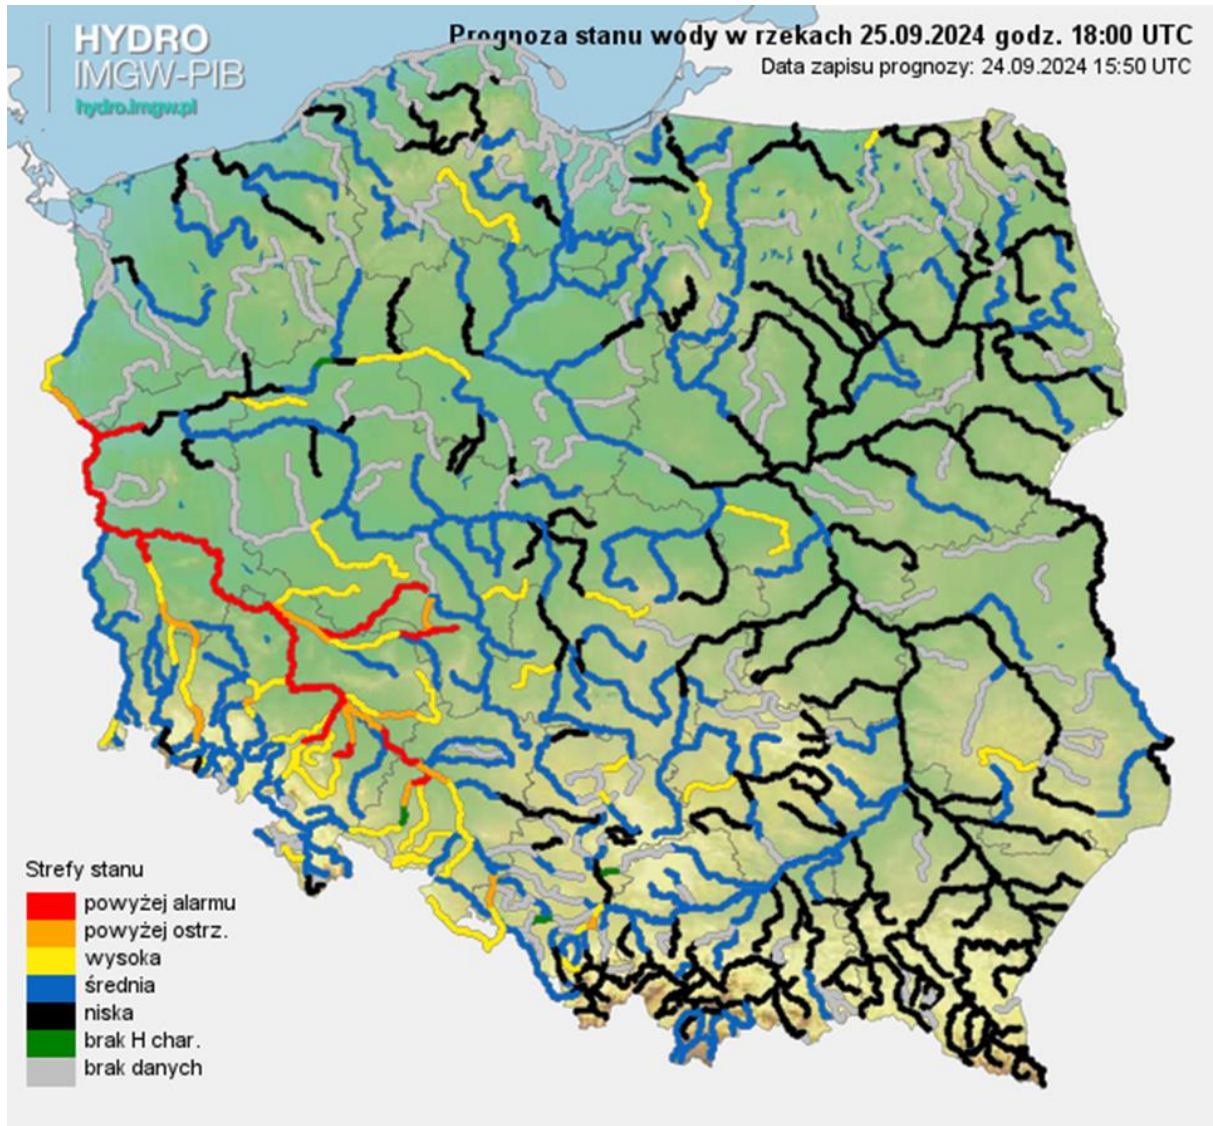 HYDRO
IMGW-PIB
hydro.imgw.pl
Prognoza stanu wody w rzekach 25.09.2024 godz. 18:00 UTC
Data zapisu prognozy: 24.09.2024 15:50 UTC
Strefy stanu
powyżej alarmu
powyżej ostrz.
wysoka
średnia
niska
brak H char.
brak danych